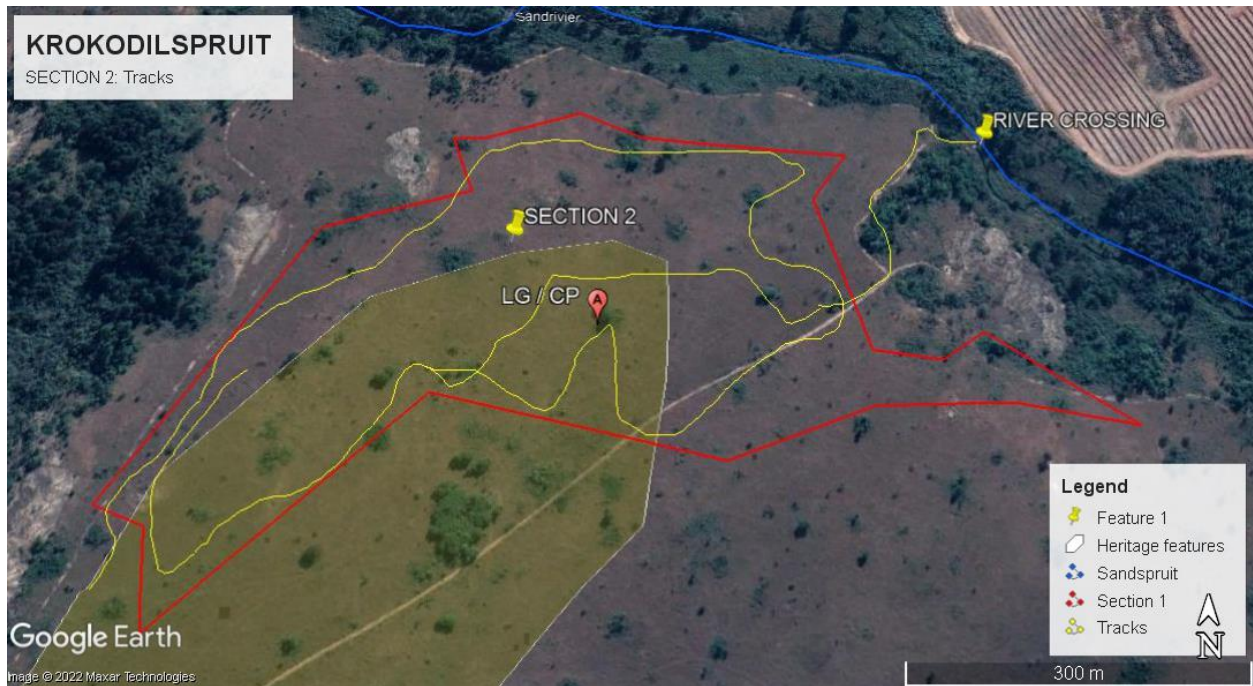 Sandrivier
KROKODILSPRUIT
SECTION 2: Tracks
RIVER CROSSING
SECTION 2
LG / CP
A
Legend
Feature 1
Heritage features
Sandspruit
Section 1
Tracks
N
Google Earth
Image © 2022 Maxar Technologies
300 m